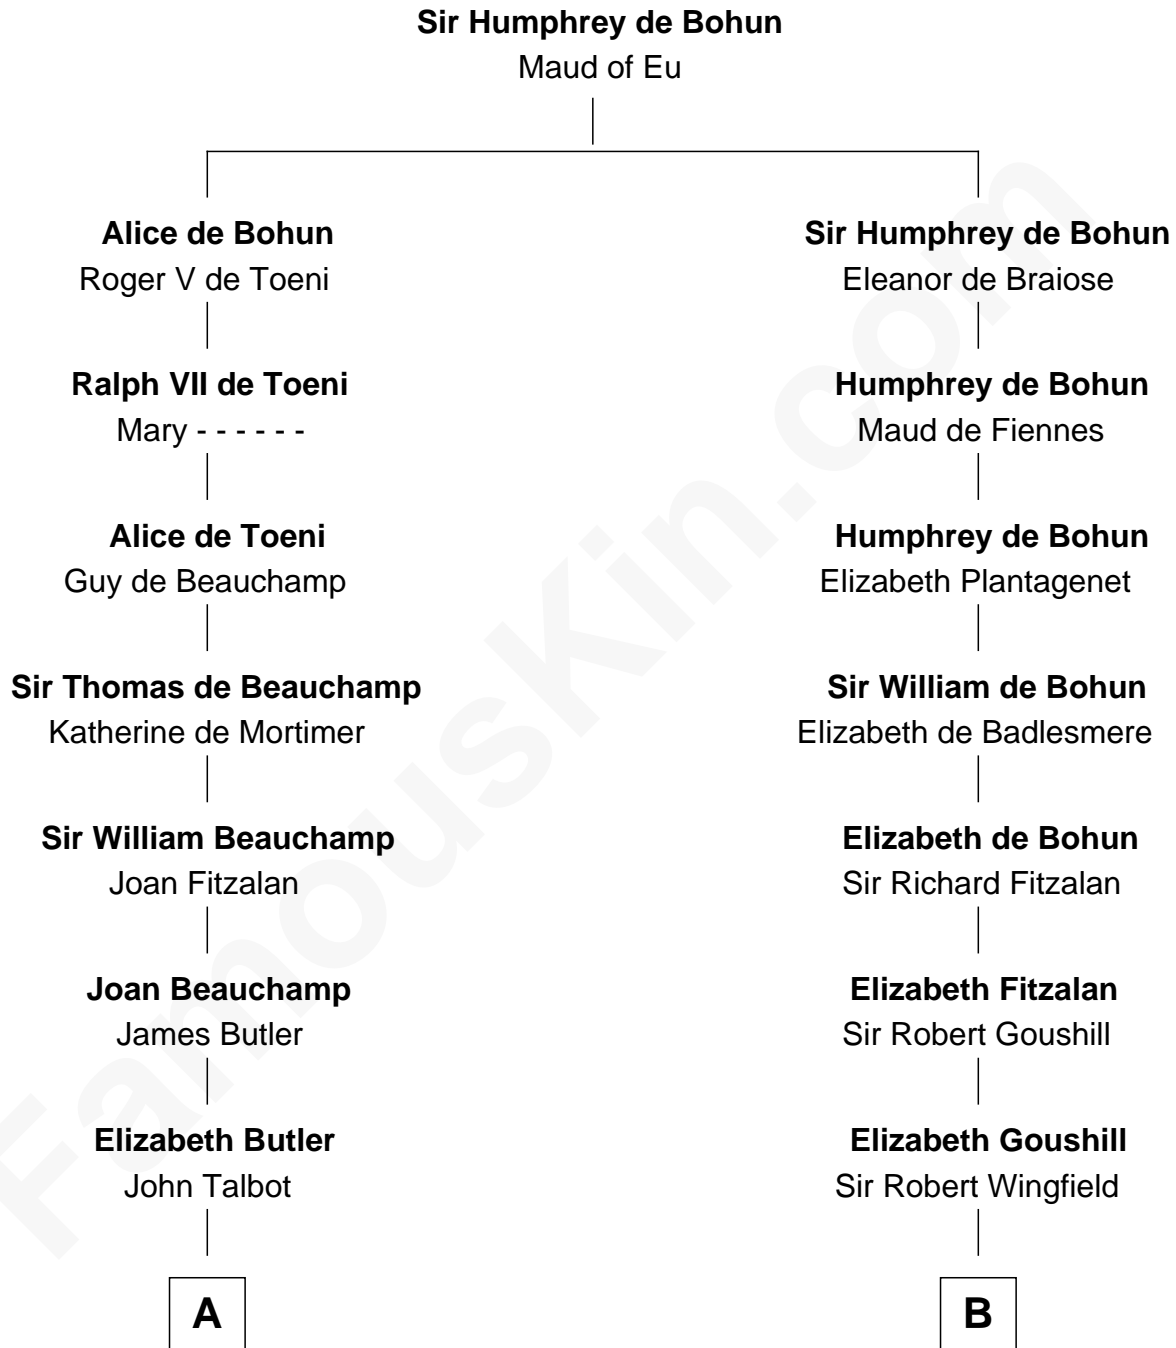 Sir Humphrey de Bohun
Maud of Eu
Alice de Bohun
Roger V de Toeni
Sir Humphrey de Bohun
Eleanor de Braiose
Ralph VII de Toeni
Mary - - - - - -
Humphrey de Bohun
Maud de Fiennes
Alice de Toeni
Guy de Beauchamp
Humphrey de Bohun
Elizabeth Plantagenet
Sir Thomas de Beauchamp
Katherine de Mortimer
Sir William de Bohun
Elizabeth de Badlesmere
Sir William Beauchamp
Joan Fitzalan
Elizabeth de Bohun
Sir Richard Fitzalan
Joan Beauchamp
James Butler
Elizabeth Fitzalan
Sir Robert Goushill
Elizabeth Butler
John Talbot
Elizabeth Goushill
Sir Robert Wingfield
A
B
FamousKin.com